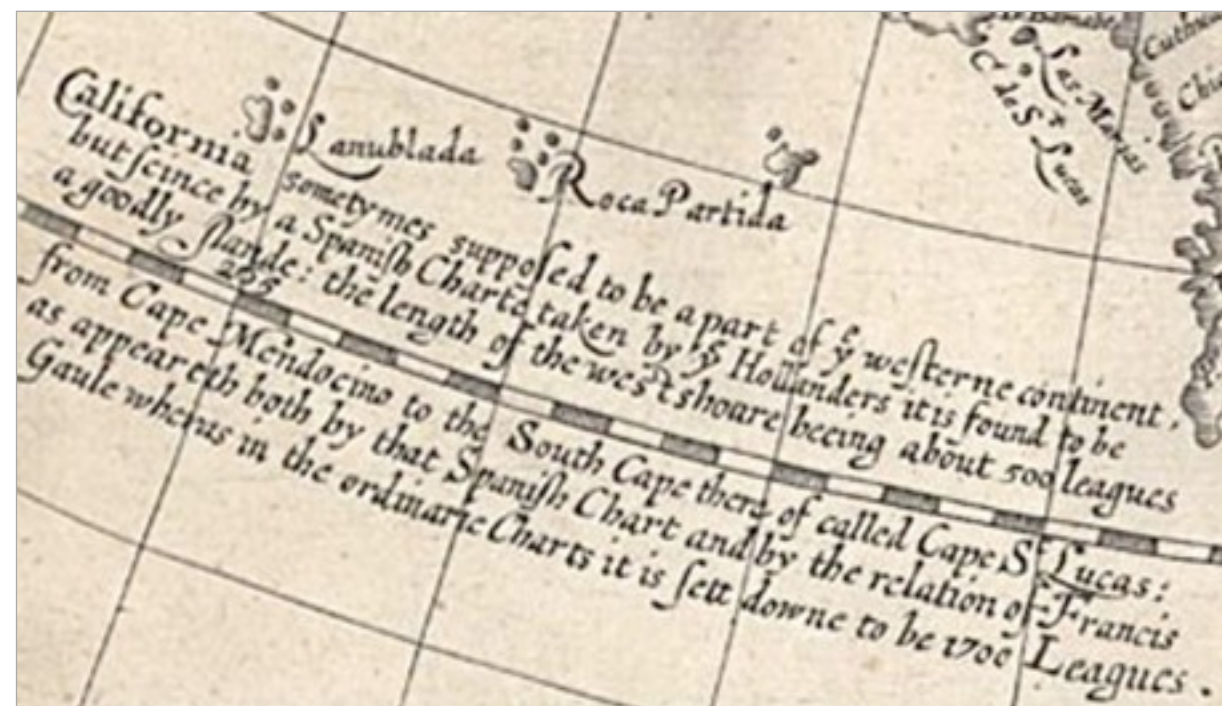 California sometymes supposed to be a part of yᵉ westerne continent,
but scince by a Spanish Charte taken by yᵉ Hollanders it is found to be
a goodly Ilande: the length of the west shoare beeing about 500 leagues
from Cape Mendocino to the South Cape there of called Cape Sᵗ Lucas:
as appeareth both by that Spanish Chart and by the relation of Francis
Gaule wheras in the ordinarie Charts it is sett downe to be 1700 Leagues.
Lanublada
Roca Partida
Las Marias
C. de S. Lucas